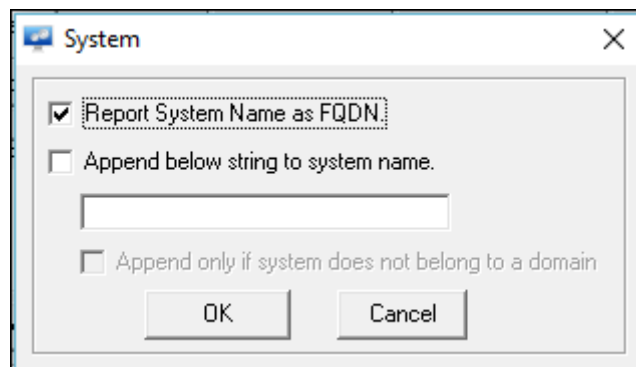 System
Report System Name as FQDN.
Append below string to system name.
Append only if system does not belong to a domain
OK Cancel